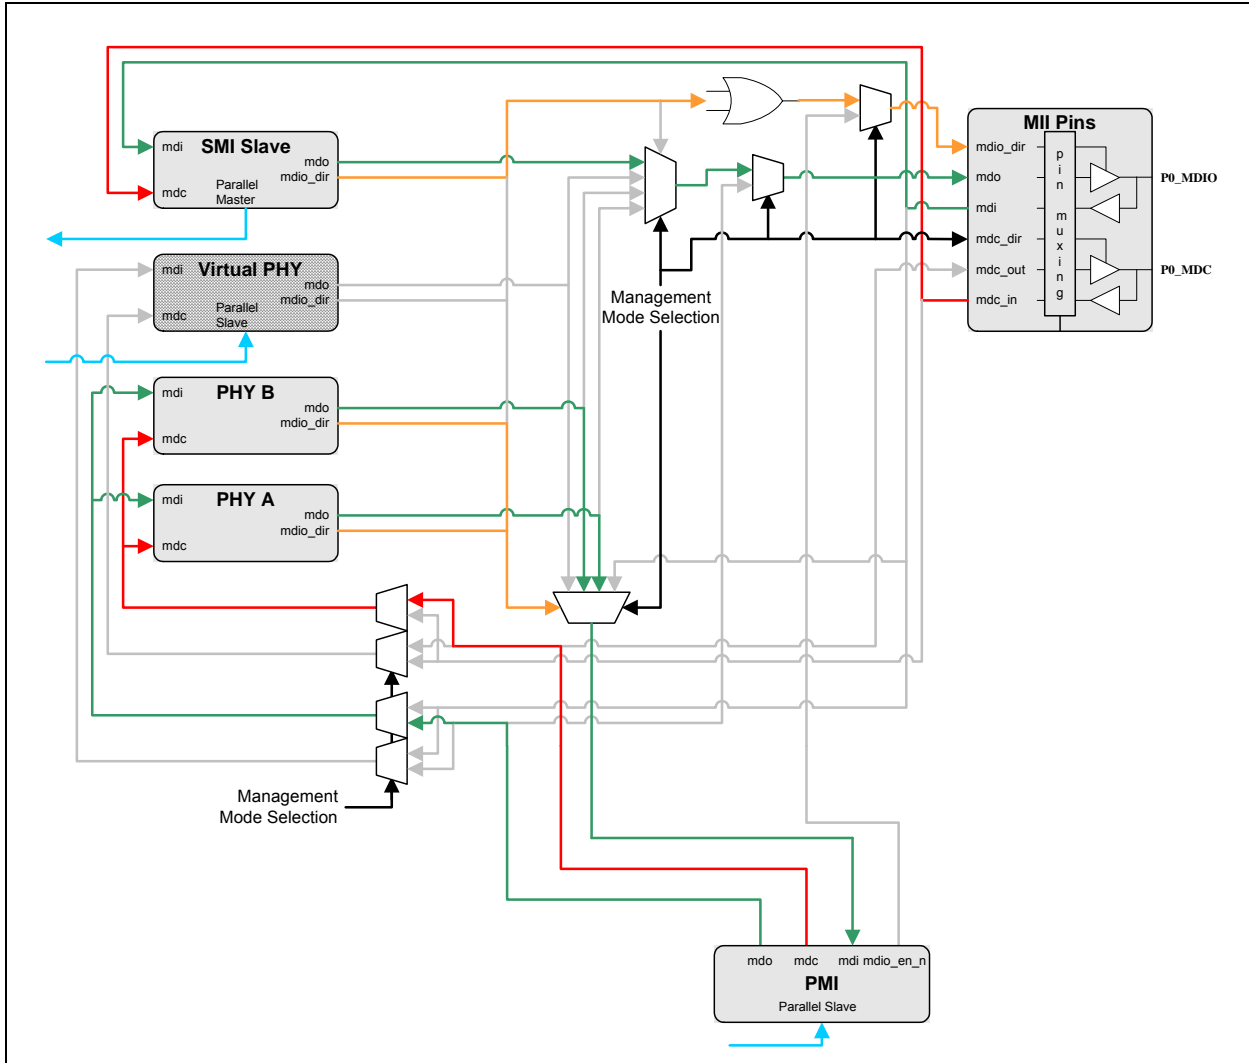 SMI Slave
mdi
mdo
mdio_dir
mdc
Parallel
Master
Virtual PHY
mdi
mdo
mdio_dir
mdc
Parallel
Slave
PHY B
mdi
mdo
mdio_dir
mdc
PHY A
mdi
mdo
mdio_dir
mdc
Management
Mode Selection
MII Pins
mdio_dir
mdo
mdi
mdc_dir
mdc_out
mdc_in
pin muxing
P0_MDIO
P0_MDC
Management
Mode Selection
mdo
mdc
mdi
mdio_en_n
PMI
Parallel Slave